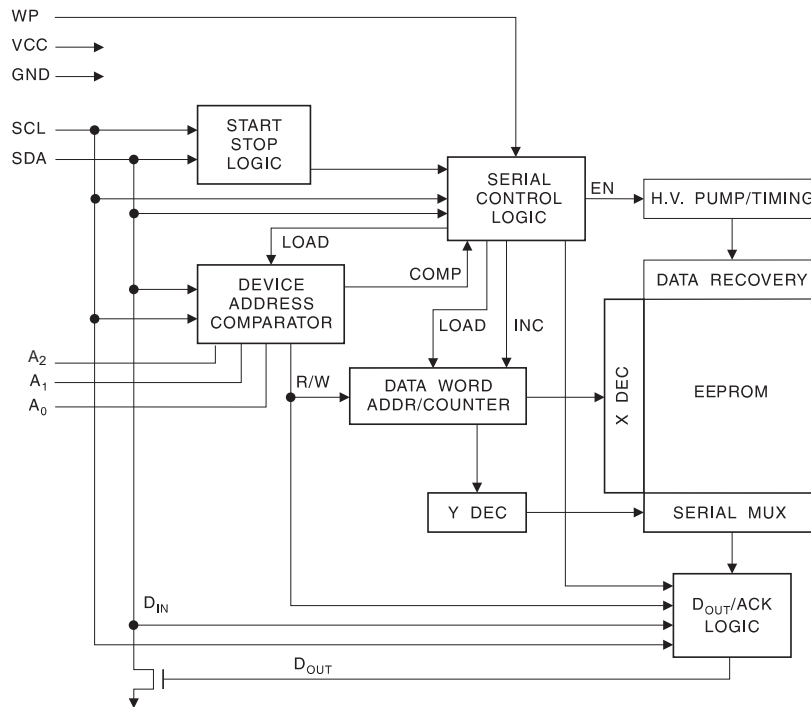 WP
VCC
GND
SCL
SDA
START
STOP
LOGIC
SERIAL
CONTROL
LOGIC
EN
H.V. PUMP/TIMING
LOAD
COMP
DEVICE
ADDRESS
COMPARATOR
DATA RECOVERY
LOAD
INC
A2
A1
A0
R/W
DATA WORD
ADDR/COUNTER
X DEC
EEPROM
Y DEC
SERIAL MUX
DIN
DOUT/ACK
LOGIC
DOUT